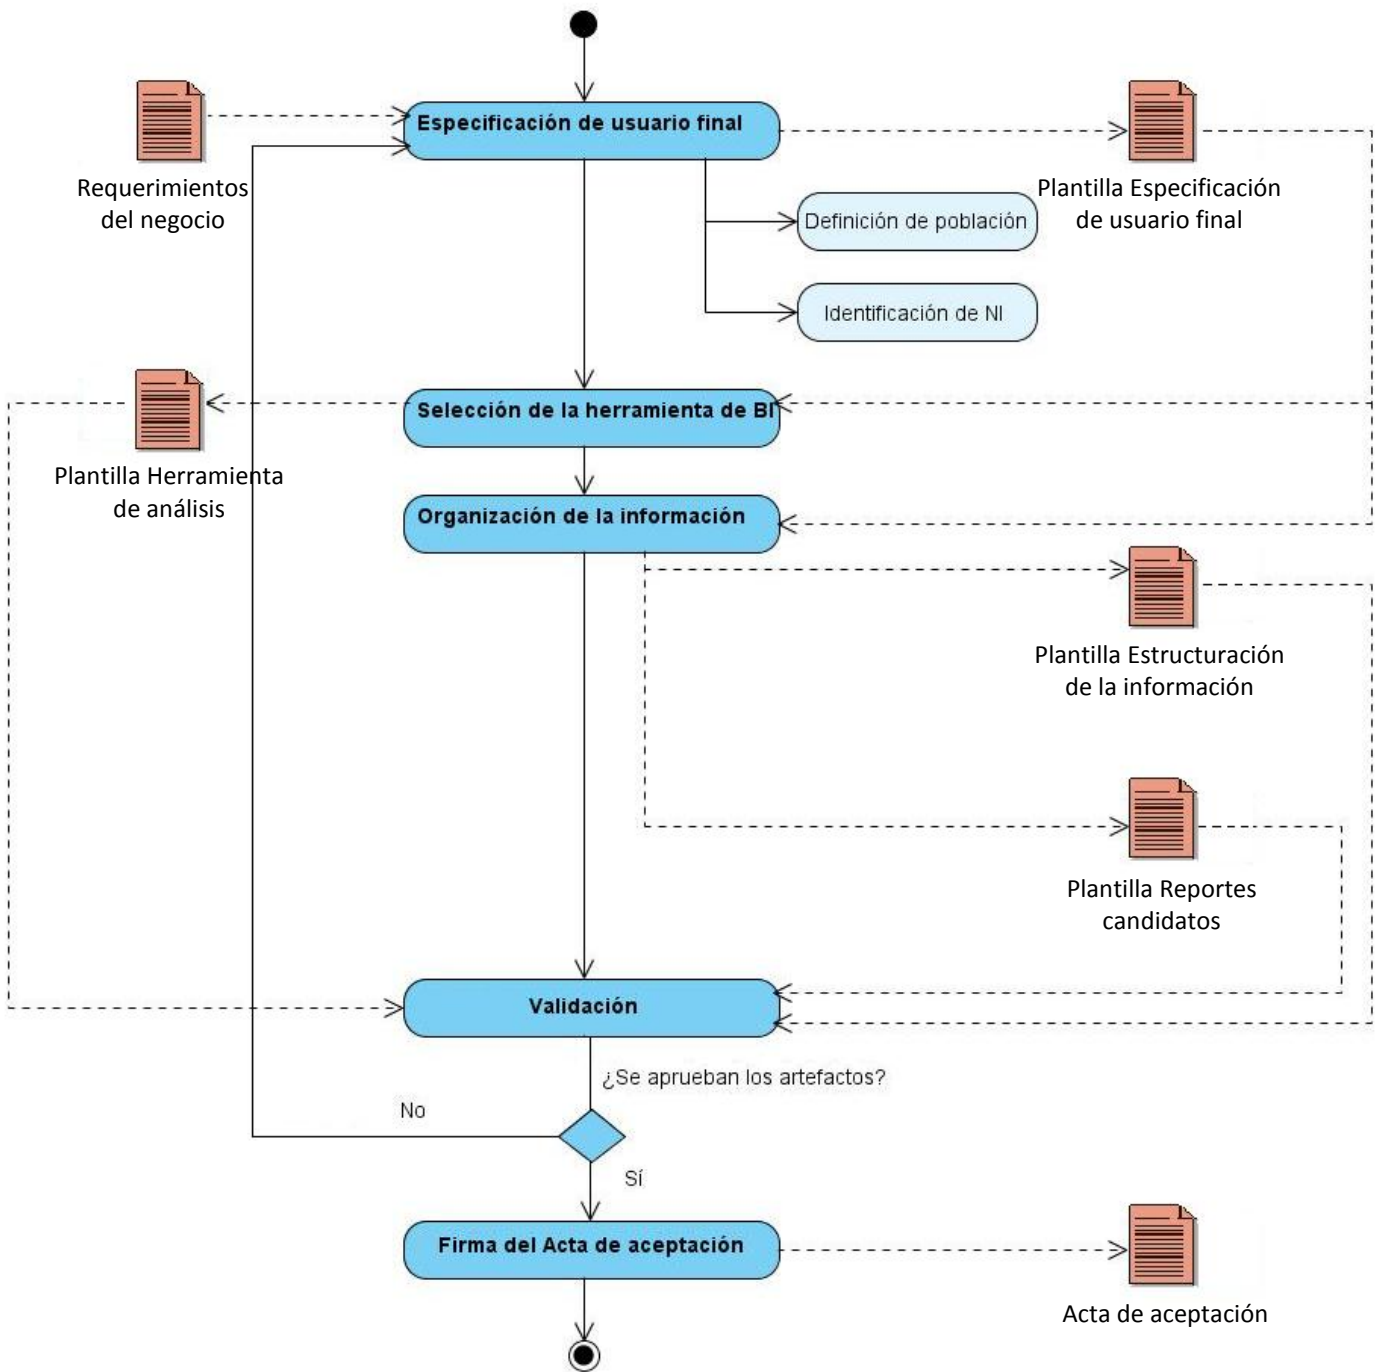 Especificación de usuario final
Requerimientos
del negocio
Plantilla Especificación
de usuario final
Definición de población
Identificación de NI
Selección de la herramienta de BI
Plantilla Herramienta
de análisis
Organización de la información
Plantilla Estructuración
de la información
Plantilla Reportes
candidatos
Validación
¿Se aprueban los artefactos?
No
Sí
Firma del Acta de aceptación
Acta de aceptación